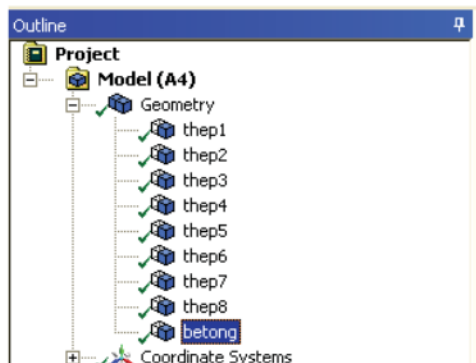 Outline
Project
Model (A4)
Geometry
thep1
thep2
thep3
thep4
thep5
thep6
thep7
thep8
betong
Coordinate Systems